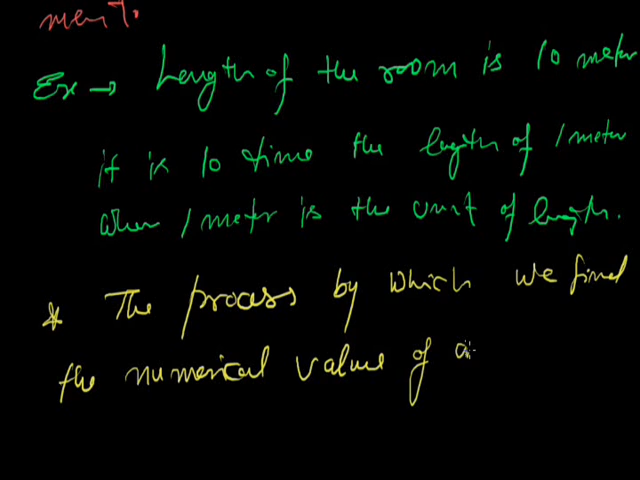 ment.
Ex → Length of the room is 10 meter
it is 10 time the length of 1 meter
when 1 meter is the unit of length.
* The process by which we find
the numerical value of a